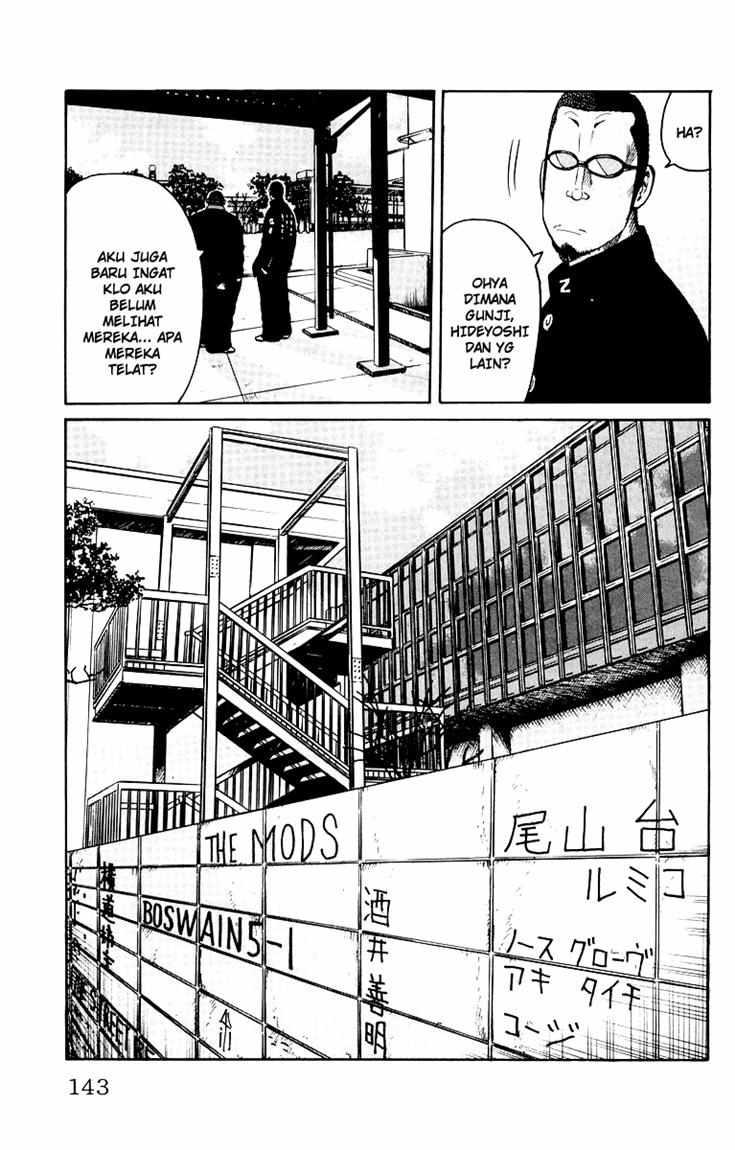 HA?
OHYA
DIMANA
GUNJI,
HIDEYOSHI
DAN YG
LAIN?
AKU JUGA
BARU INGAT
KLO AKU
BELUM
MELIHAT
MEREKA... APA
MEREKA
TELAT?
THE MODS
尾山台
ルミコ
BOSWAIN5-1
酒井善明
ノース グローヴ
アキ タイチ
コージ
143